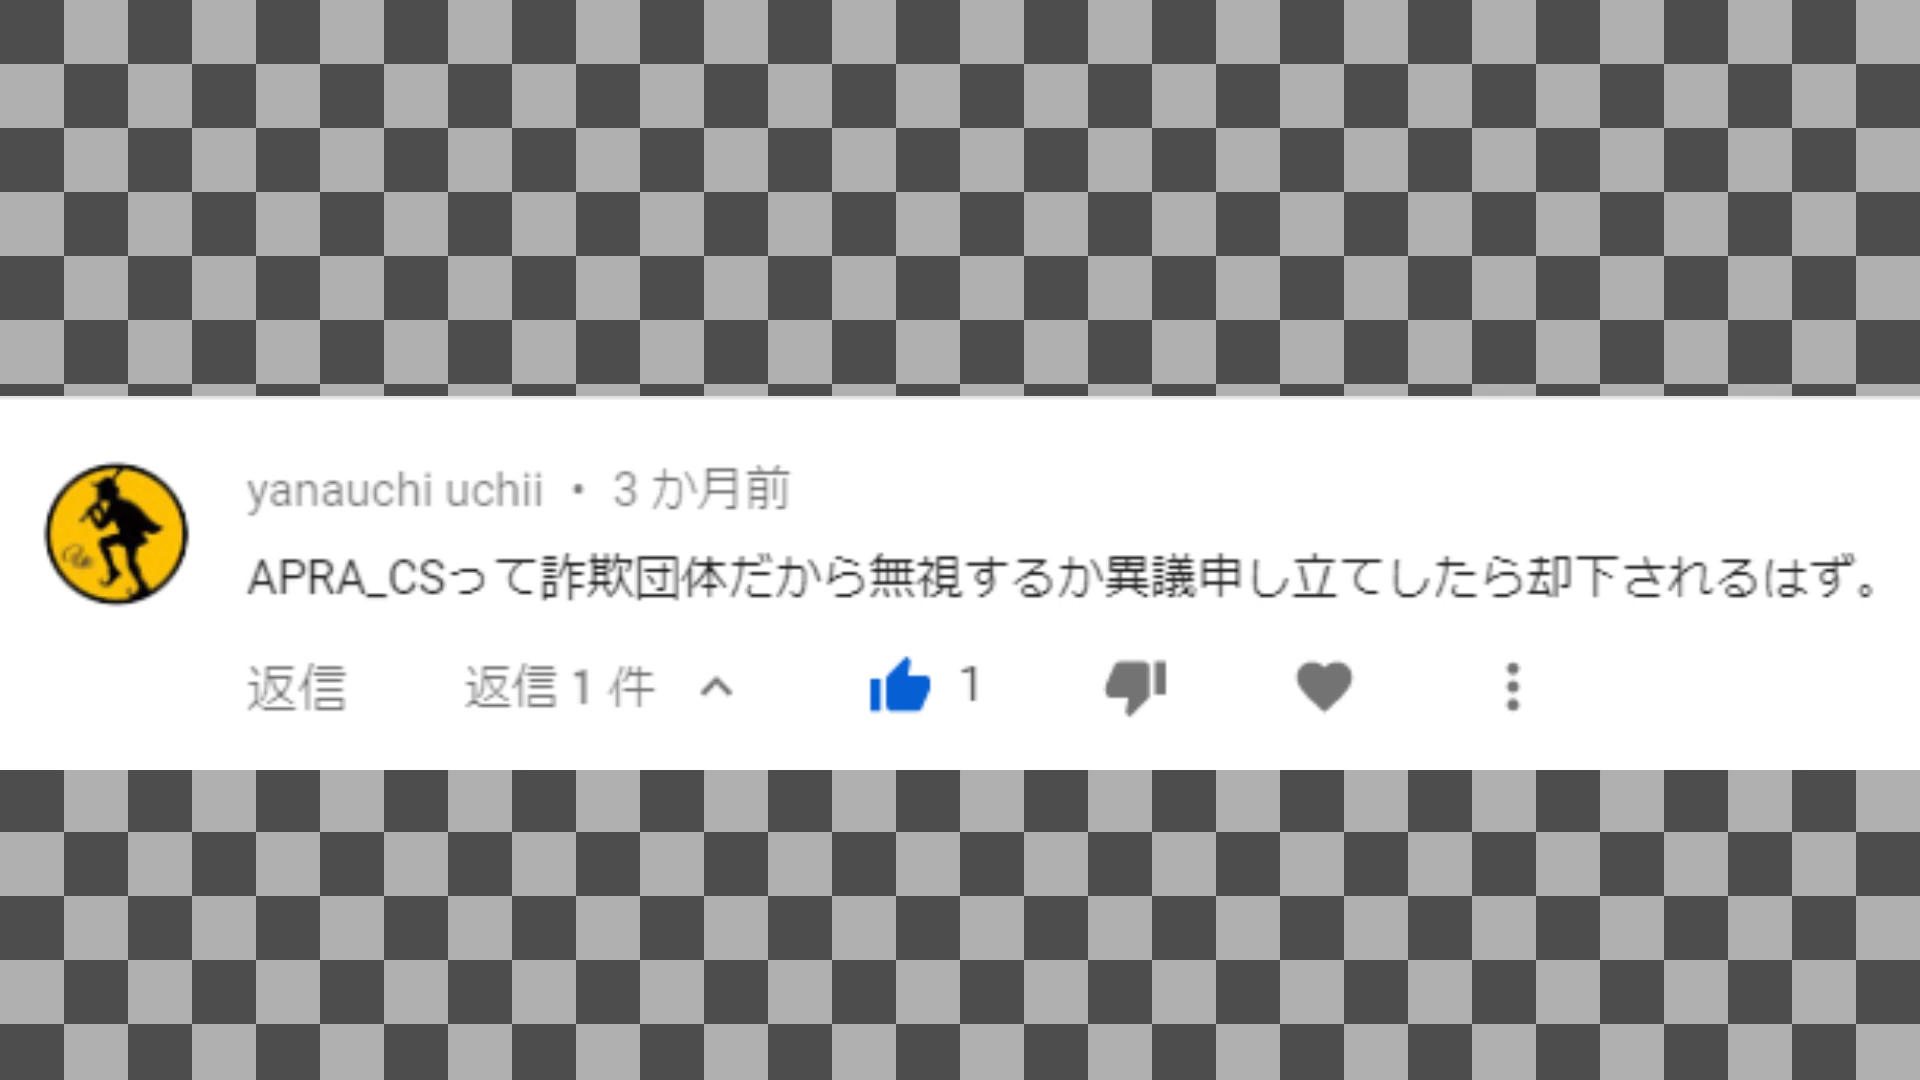 yanauchi uchii • 3 か月前
APRA_CSって詐欺団体だから無視するか異議申し立てしたら却下されるはず。
返信 返信 1 件 1